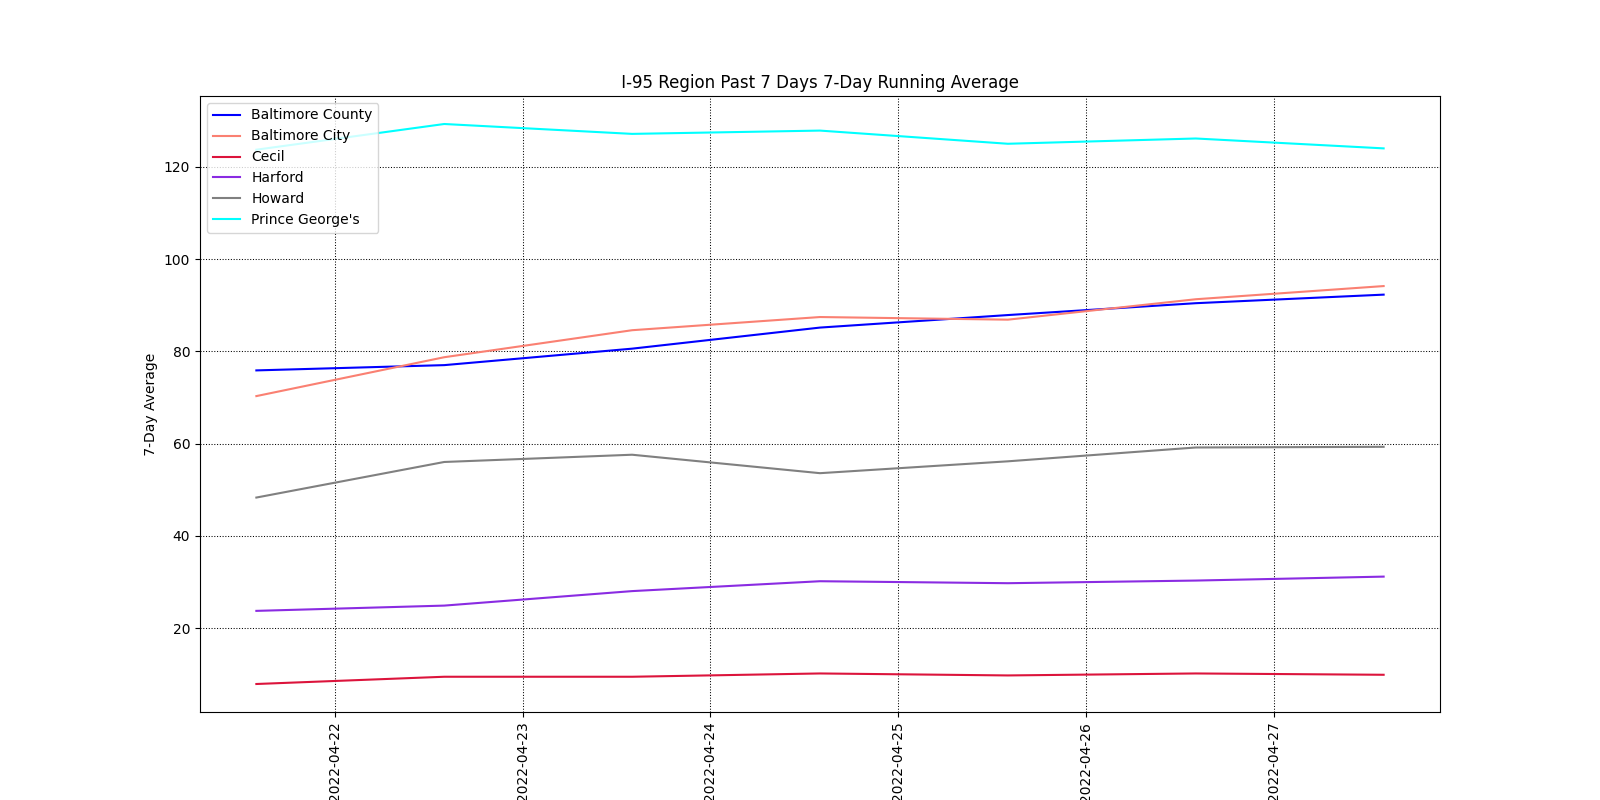 I-95 Region Past 7 Days 7-Day Running Average
Baltimore County
Baltimore City
Cecil
Harford
Howard
Prince George's
7-Day Average
120
100
80
60
40
20
2022-04-22
2022-04-23
2022-04-24
2022-04-25
2022-04-26
2022-04-27